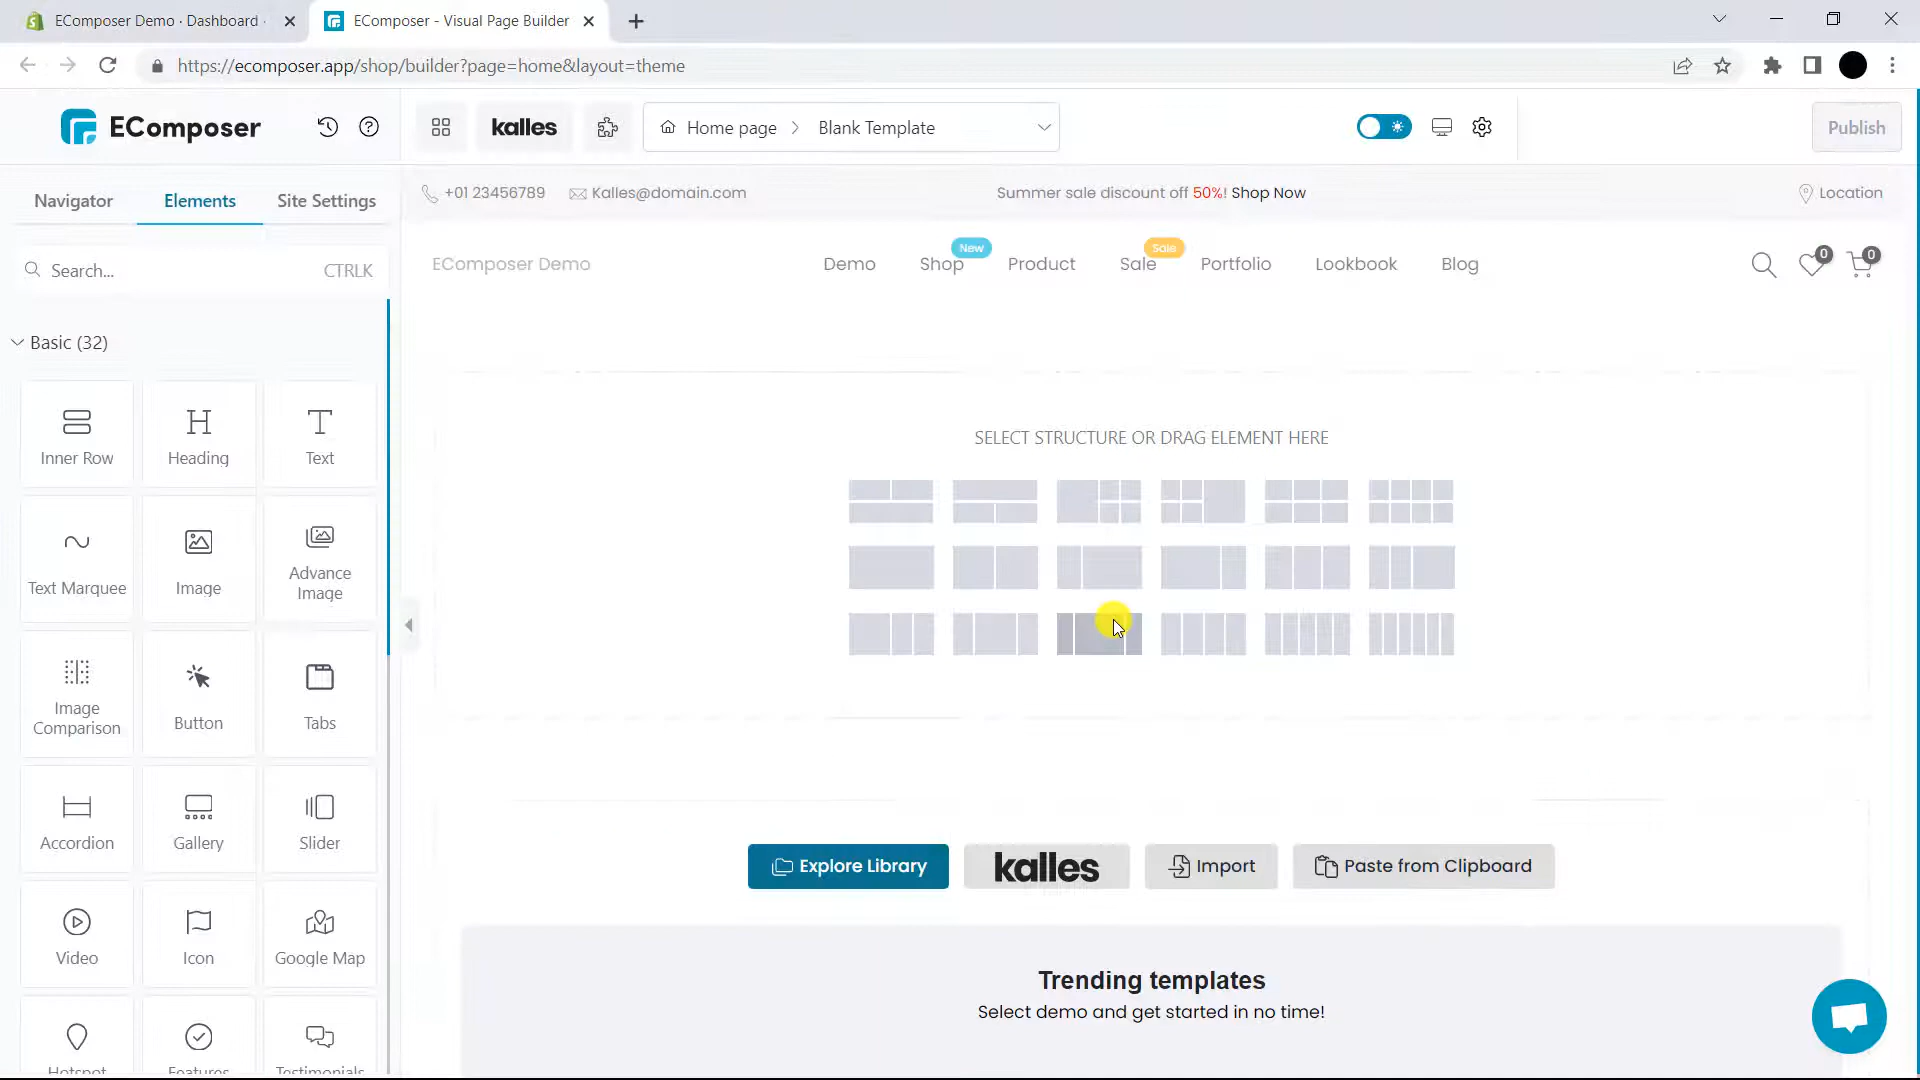 EComposer Demo · Dashboard ·
EComposer - Visual Page Builder
https://ecomposer.app/shop/builder?page=home&layout=theme
EComposer
kalles
Home page
Blank Template
Publish
Navigator
Elements
Site Settings
+01 23456789
Kalles@domain.com
Summer sale discount off 50%! Shop Now
Location
Search...
CTRLK
EComposer Demo
Demo
Shop
New
Product
Sale
Sale
Portfolio
Lookbook
Blog
0
0
Basic (32)
Inner Row
Heading
Text
Text Marquee
Image
Advance
Image
Image
Comparison
Button
Tabs
Accordion
Gallery
Slider
Video
Icon
Google Map
Hotspot
Features
Testimonials
SELECT STRUCTURE OR DRAG ELEMENT HERE
Explore Library
kalles
Import
Paste from Clipboard
Trending templates
Select demo and get started in no time!